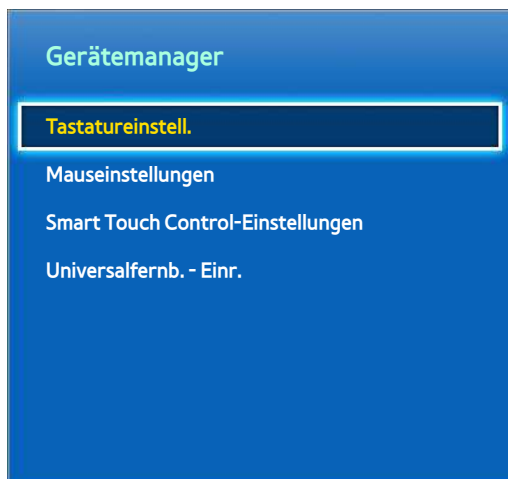 Gerätemanager
Tastatureinstell.
Mauseinstellungen
Smart Touch Control-Einstellungen
Universalfernb. - Einr.